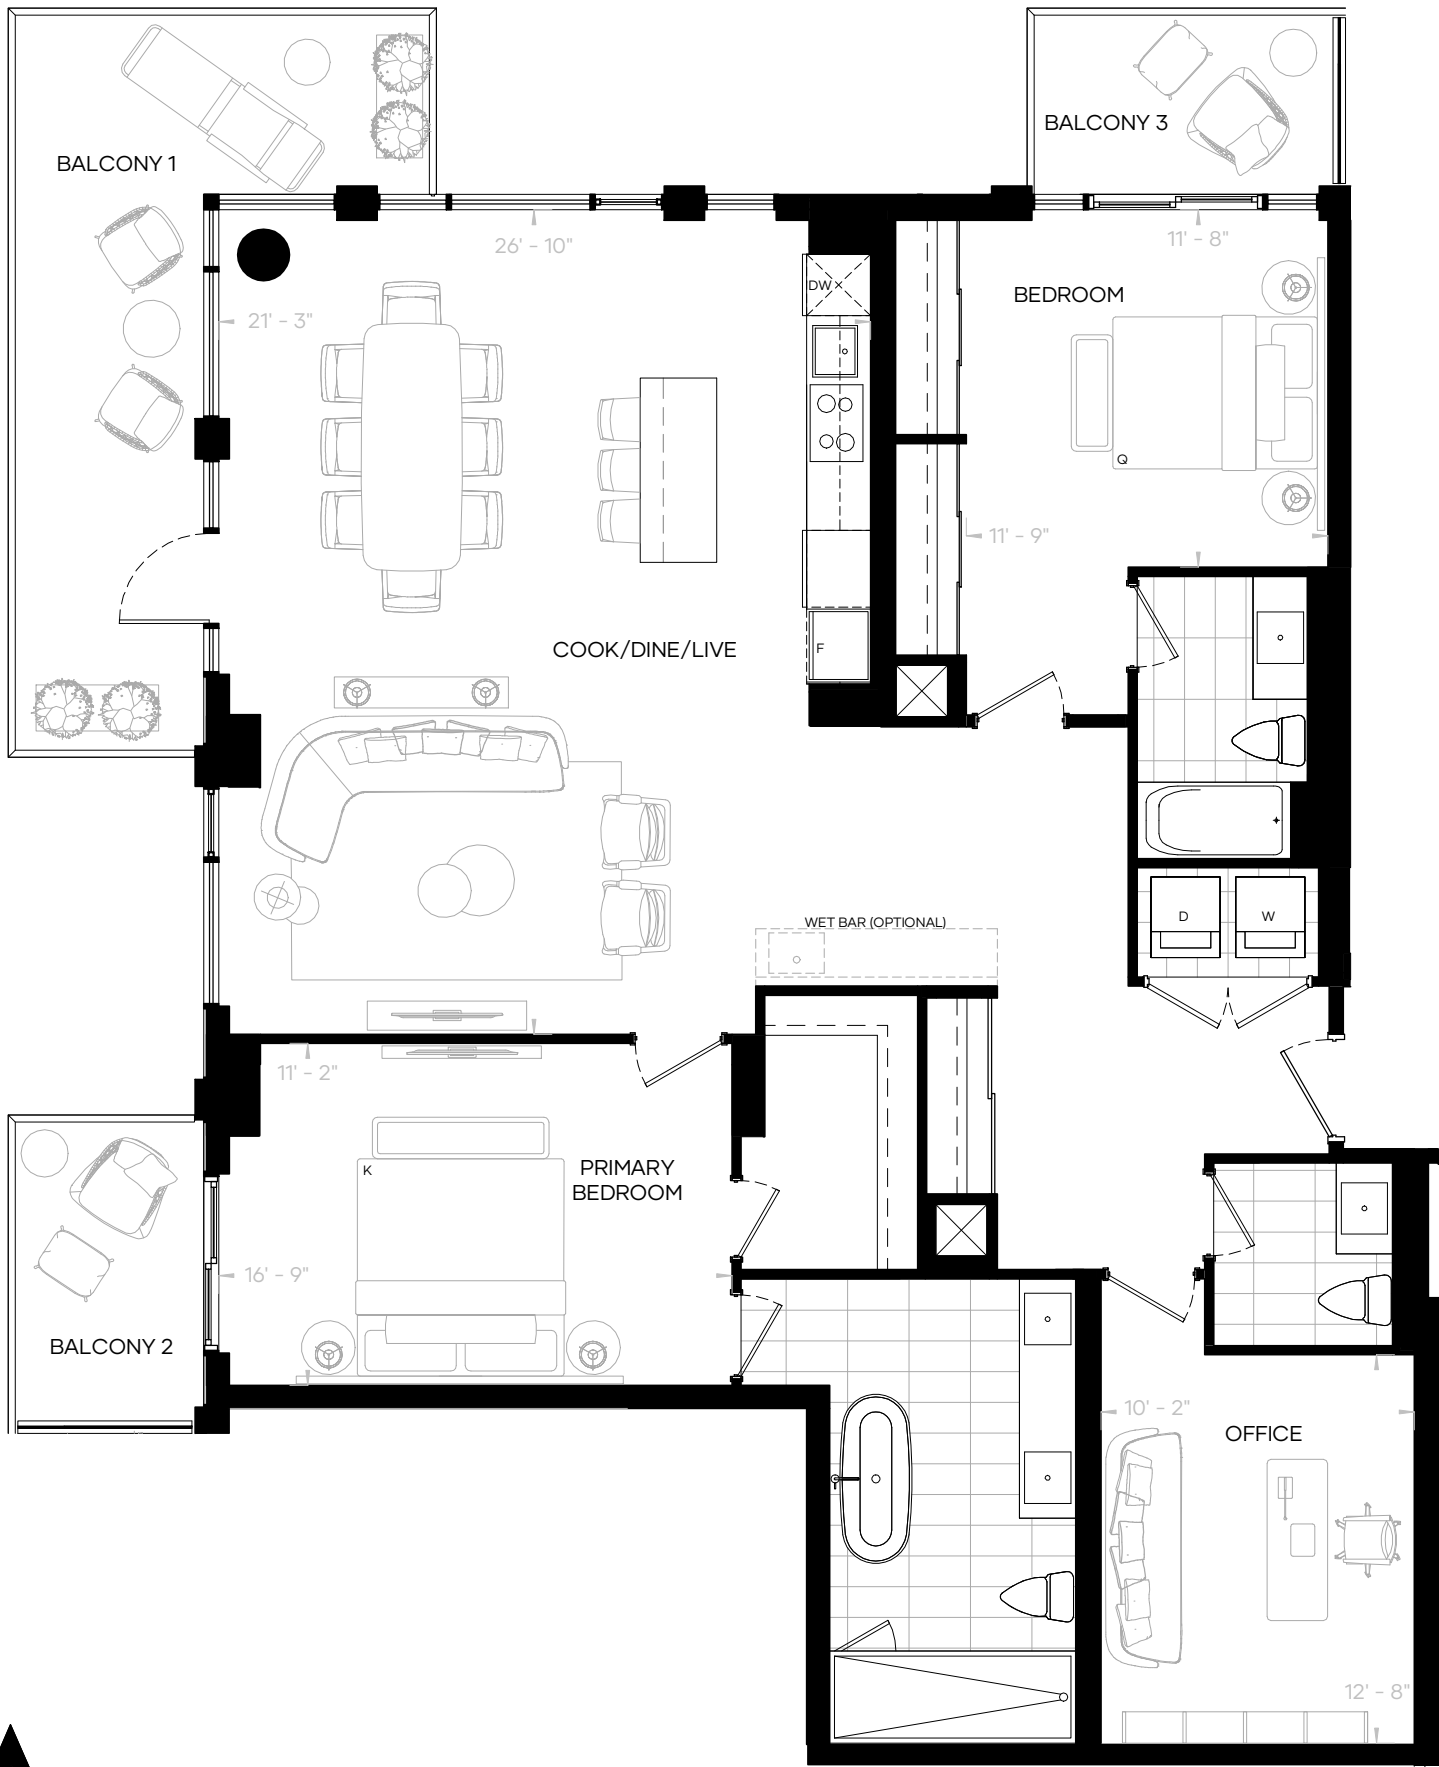 BALCONY 3
BALCONY 1
11' - 8"
26' - 10"
DW
BEDROOM
21' - 3"
Q
11' - 9"
COOK/DINE/LIVE
F
D
W
WET BAR (OPTIONAL)
11' - 2"
K
PRIMARY
BEDROOM
16' - 9"
BALCONY 2
10' - 2"
OFFICE
12' - 8"